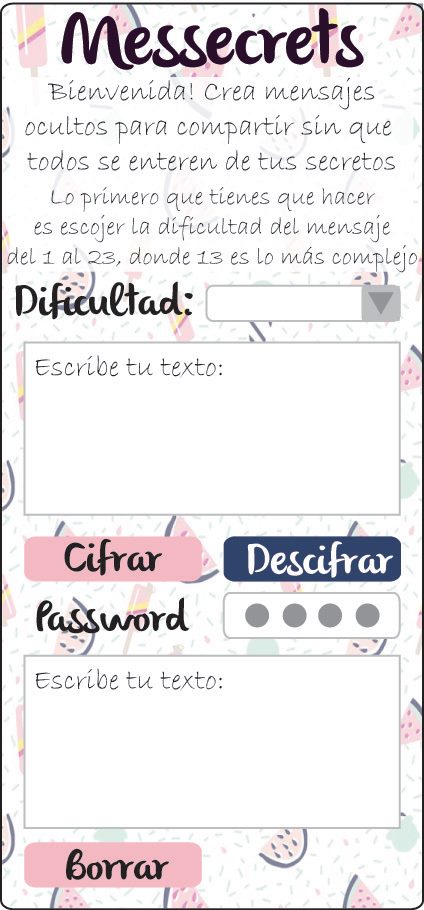 Messecrets
Bienvenida! Crea mensajes
ocultos para compartir sin que
todos se enteren de tus secretos
Lo primero que tienes que hacer
es escojer la dificultad del mensaje
del 1 al 23, donde 13 es lo más complejo
Dificultad:
Escribe tu texto:
Cifrar Descifrar
Password
Escribe tu texto:
Borrar